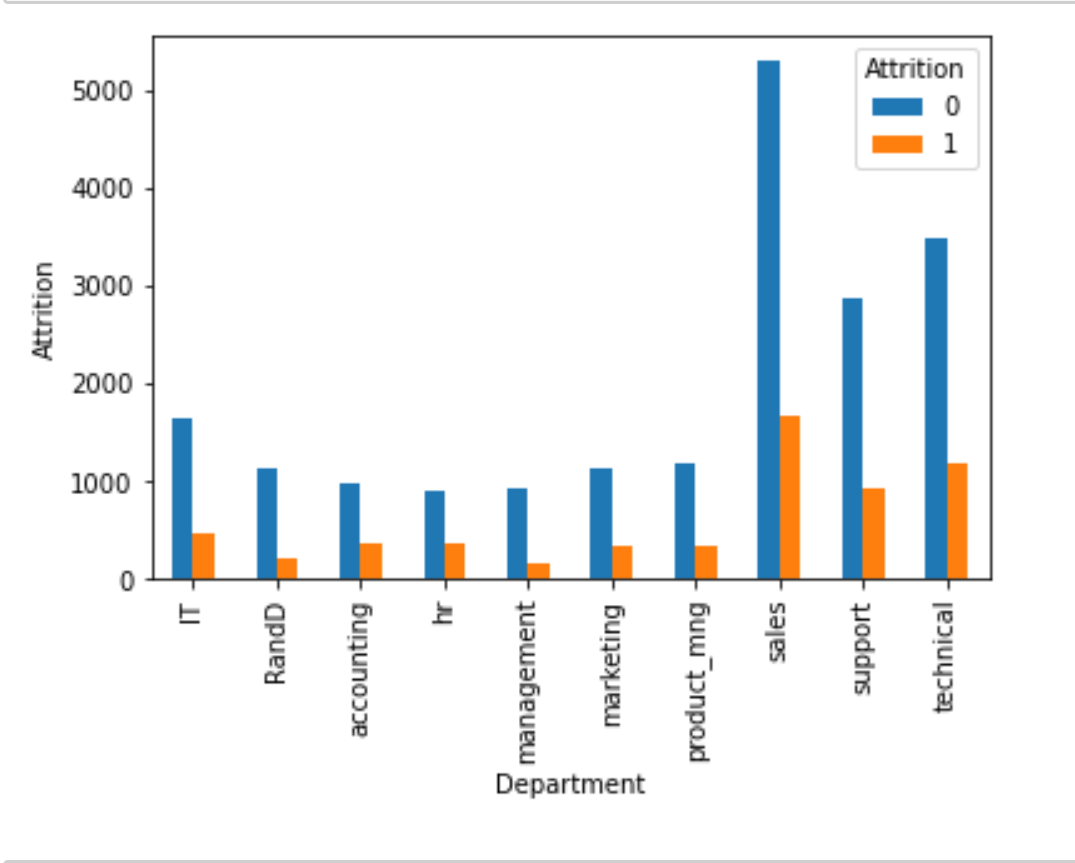 Attrition
0
1
5000
4000
3000
2000
1000
0
Attrition
IT
RandD
accounting
hr
management
marketing
product_mng
sales
support
technical
Department